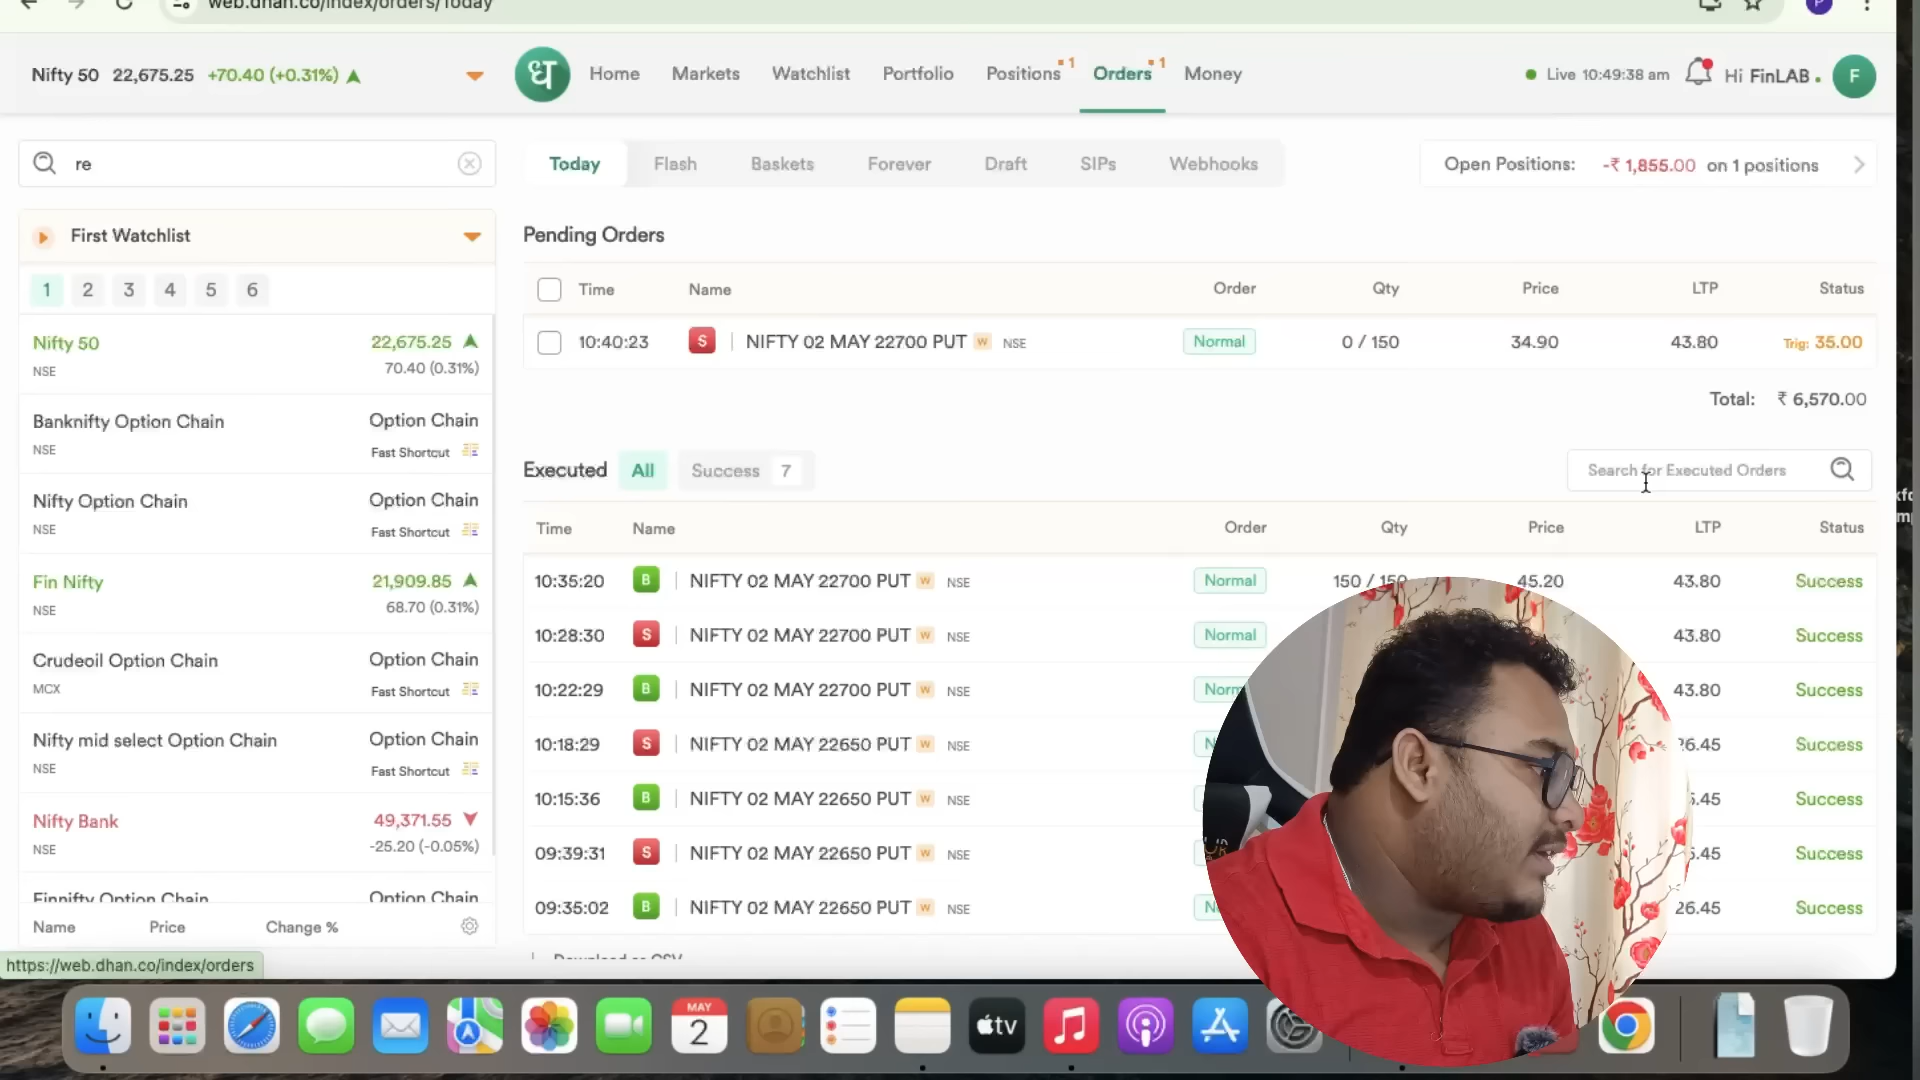 web.dhan.co/index/orders/Today
Nifty 50 22,675.25 +70.40 (+0.31%)
ध
Home Markets Watchlist Portfolio Positions 1 Orders 1 Money
Live 10:49:38 am Hi FinLAB F
re
Today Flash Baskets Forever Draft SIPs Webhooks
Open Positions: -₹ 1,855.00 on 1 positions
First Watchlist
1 2 3 4 5 6
Nifty 50 22,675.25
NSE 70.40 (0.31%)
Banknifty Option Chain Option Chain
NSE Fast Shortcut
Nifty Option Chain Option Chain
NSE Fast Shortcut
Fin Nifty 21,909.85
NSE 68.70 (0.31%)
Crudeoil Option Chain Option Chain
MCX Fast Shortcut
Nifty mid select Option Chain Option Chain
NSE Fast Shortcut
Nifty Bank 49,371.55
NSE -25.20 (-0.05%)
Finnifty Option Chain Option Chain
Name Price Change %
https://web.dhan.co/index/orders
Pending Orders
Time Name Order Qty Price LTP Status
10:40:23 S NIFTY 02 MAY 22700 PUT W NSE Normal 0 / 150 34.90 43.80 Trig: 35.00
Total: ₹ 6,570.00
Executed All Success 7
Search for Executed Orders
Time Name Order Qty Price LTP Status
10:35:20 B NIFTY 02 MAY 22700 PUT W NSE Normal 150 / 150 45.20 43.80 Success
10:28:30 S NIFTY 02 MAY 22700 PUT W NSE Normal 43.80 Success
10:22:29 B NIFTY 02 MAY 22700 PUT W NSE Norm 43.80 Success
10:18:29 S NIFTY 02 MAY 22650 PUT W NSE N 26.45 Success
10:15:36 B NIFTY 02 MAY 22650 PUT W NSE 6.45 Success
09:39:31 S NIFTY 02 MAY 22650 PUT W NSE 6.45 Success
09:35:02 B NIFTY 02 MAY 22650 PUT W NSE N 26.45 Success
Download as CSV
MAY
2
tv